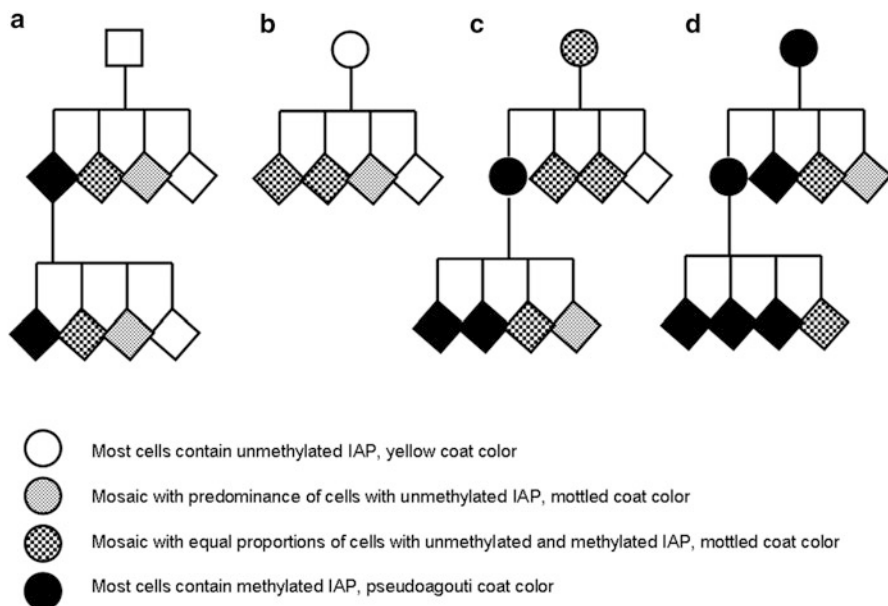 a b c d
Most cells contain unmethylated IAP, yellow coat color
Mosaic with predominance of cells with unmethylated IAP, mottled coat color
Mosaic with equal proportions of cells with unmethylated and methylated IAP, mottled coat color
Most cells contain methylated IAP, pseudoagouti coat color